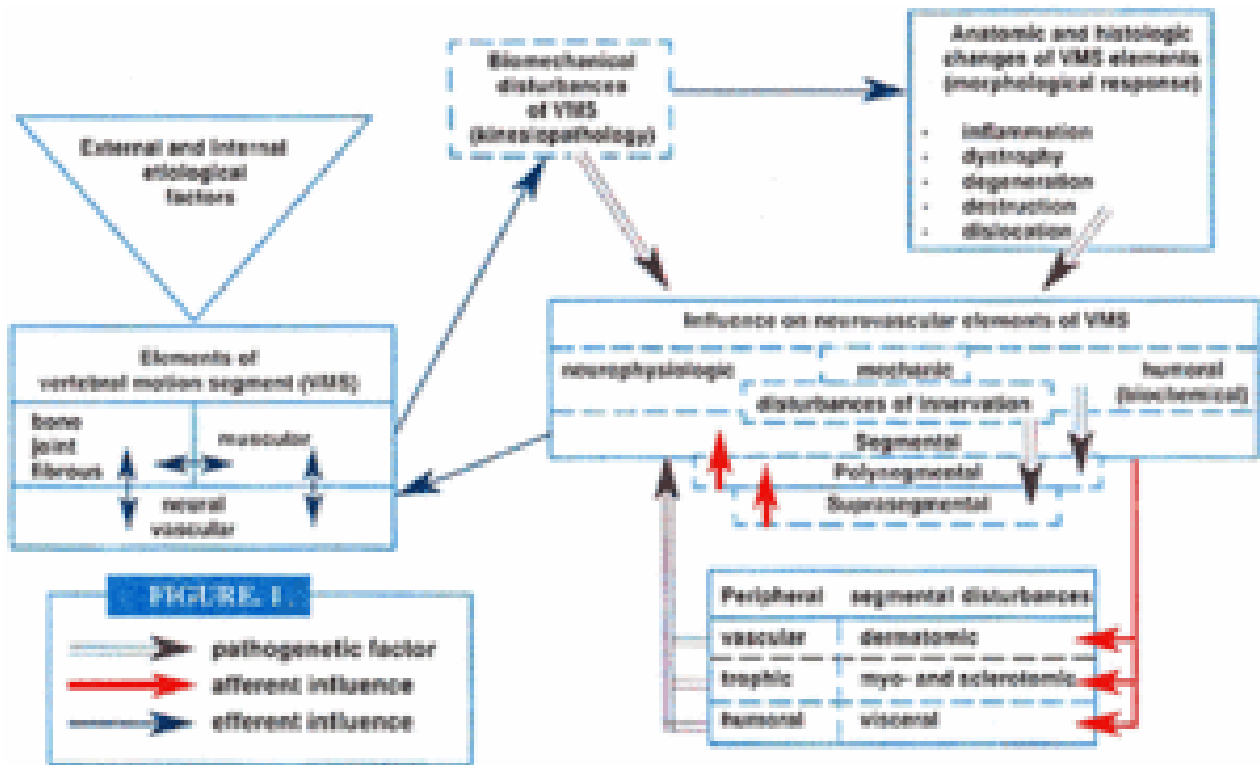 External and Internal
etiological
factors
Biomechanical
disturbances
of VMS
(kinesiopathology)
Anatomic and histologic
changes of VMS elements
(morphological response)
- inflammation
- dystrophy
- degeneration
- destruction
- dislocation
Elements of
vertebral motion segment (VMS)
bone
joint
fibrous
muscular
neural
vascular
Influence on neurovascular elements of VMS
neurophysiologic
mechanic
humoral
(biochemical)
disturbances of innervation
Segmental
Polysegmental
Suprasegmental
FIGURE. 1
pathogenetic factor
afferent influence
efferent influence
Peripheral segmental disturbances
vascular dermatomic
trophic myo- and sclerotomic
humoral visceral